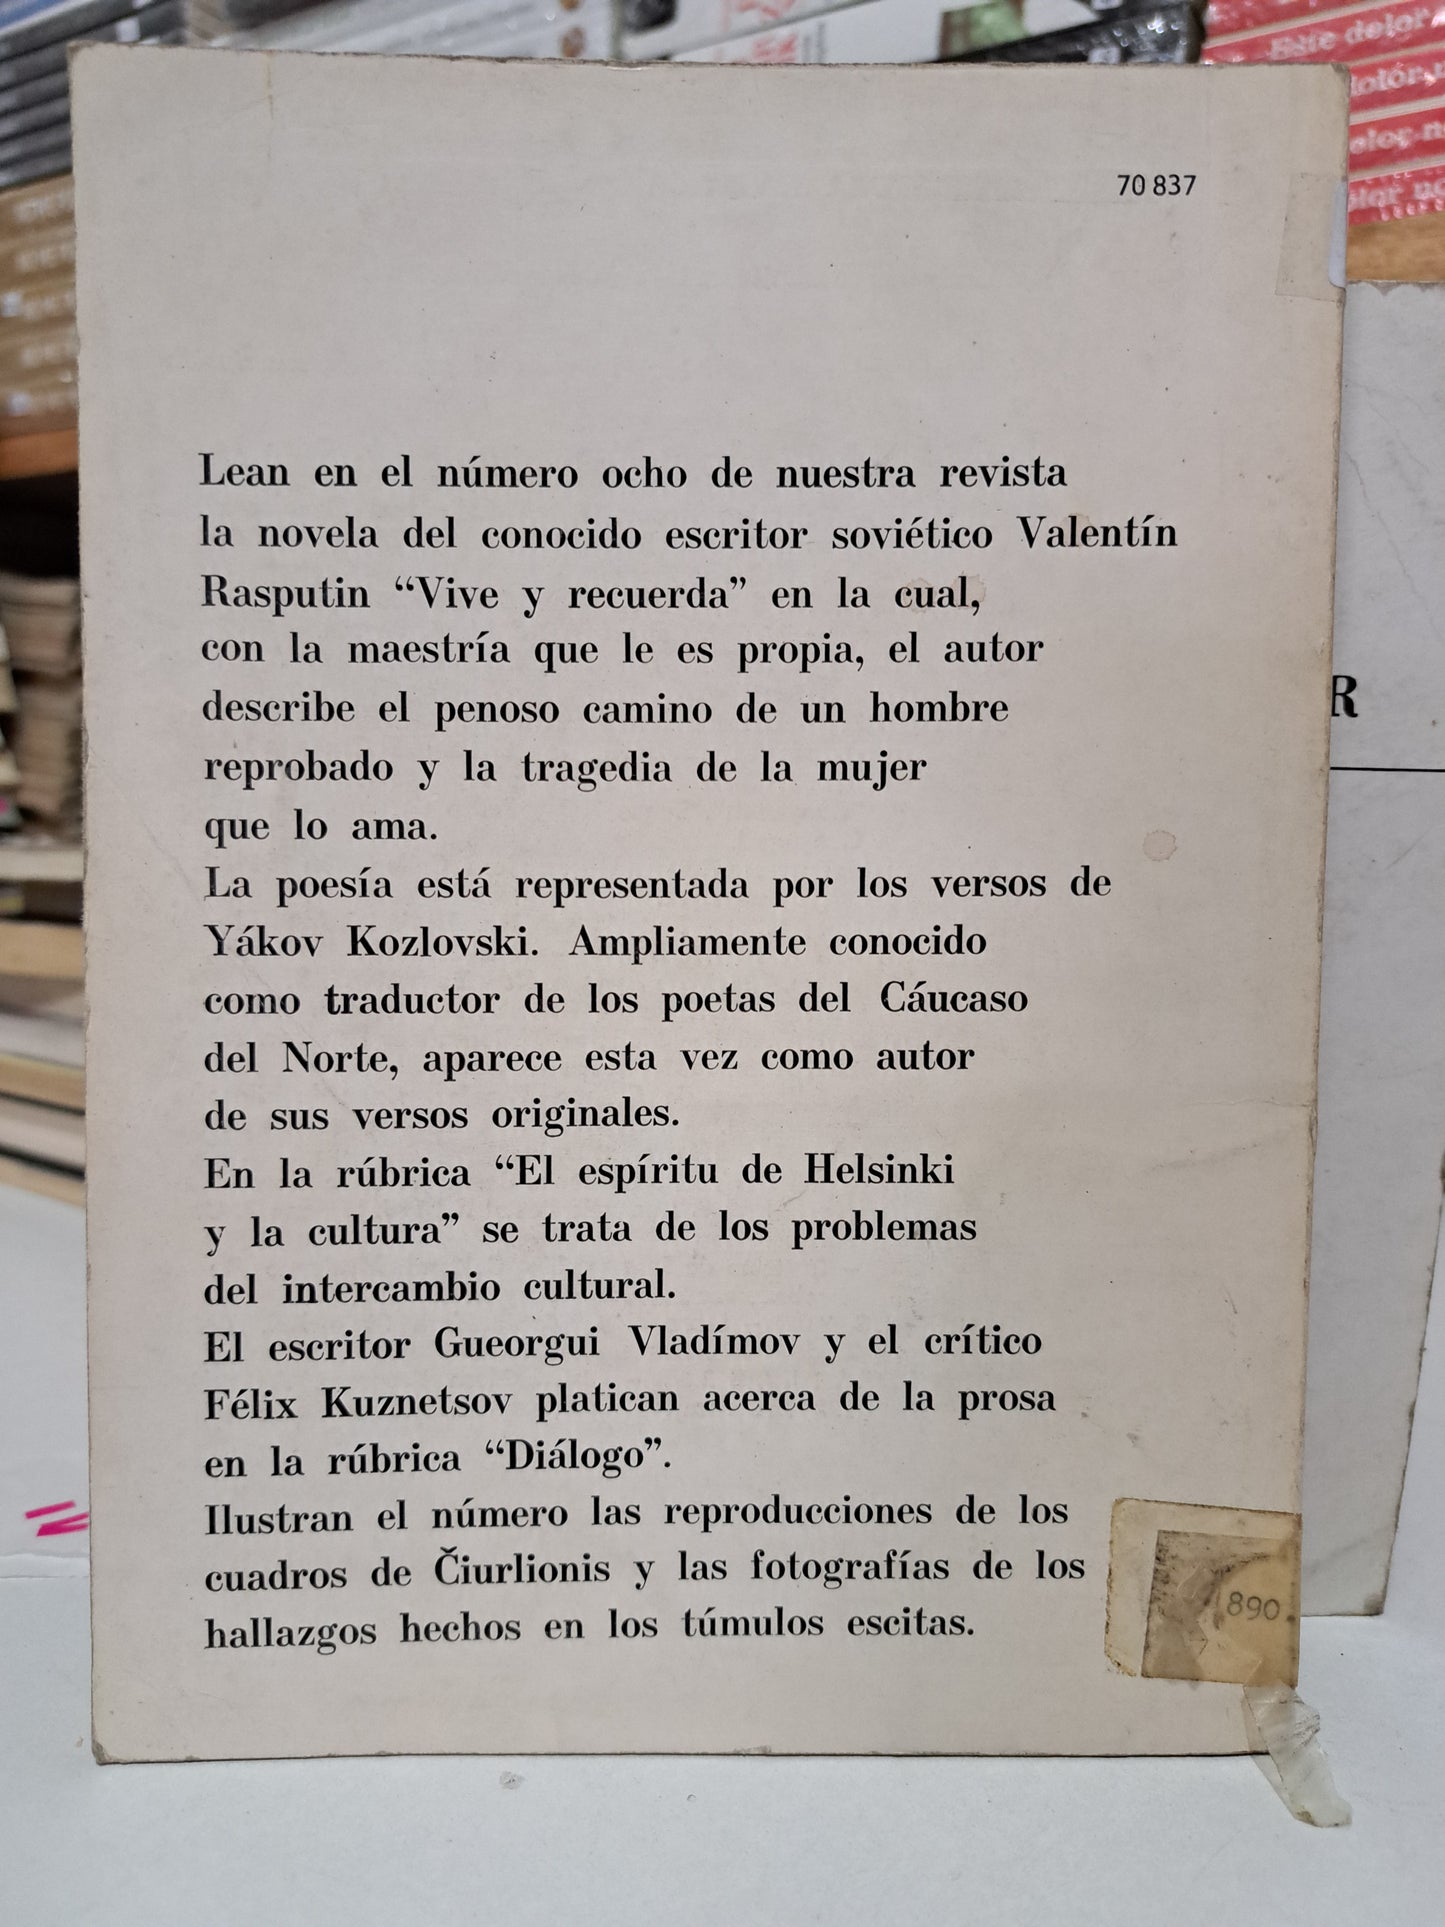 70 837
Lean en el número ocho de nuestra revista
la novela del conocido escritor soviético Valentín
Rasputin “Vive y recuerda” en la cual,
con la maestría que le es propia, el autor
describe el penoso camino de un hombre
reprobado y la tragedia de la mujer
que lo ama.
La poesía está representada por los versos de
Yákov Kozlovski. Ampliamente conocido
como traductor de los poetas del Cáucaso
del Norte, aparece esta vez como autor
de sus versos originales.
En la rúbrica “El espíritu de Helsinki
y la cultura” se trata de los problemas
del intercambio cultural.
El escritor Gueorgui Vladímov y el crítico
Félix Kuznetsov platican acerca de la prosa
en la rúbrica “Diálogo”.
Ilustran el número las reproducciones de los
cuadros de Čiurlionis y las fotografías de los
hallazgos hechos en los túmulos escitas.
890.
R